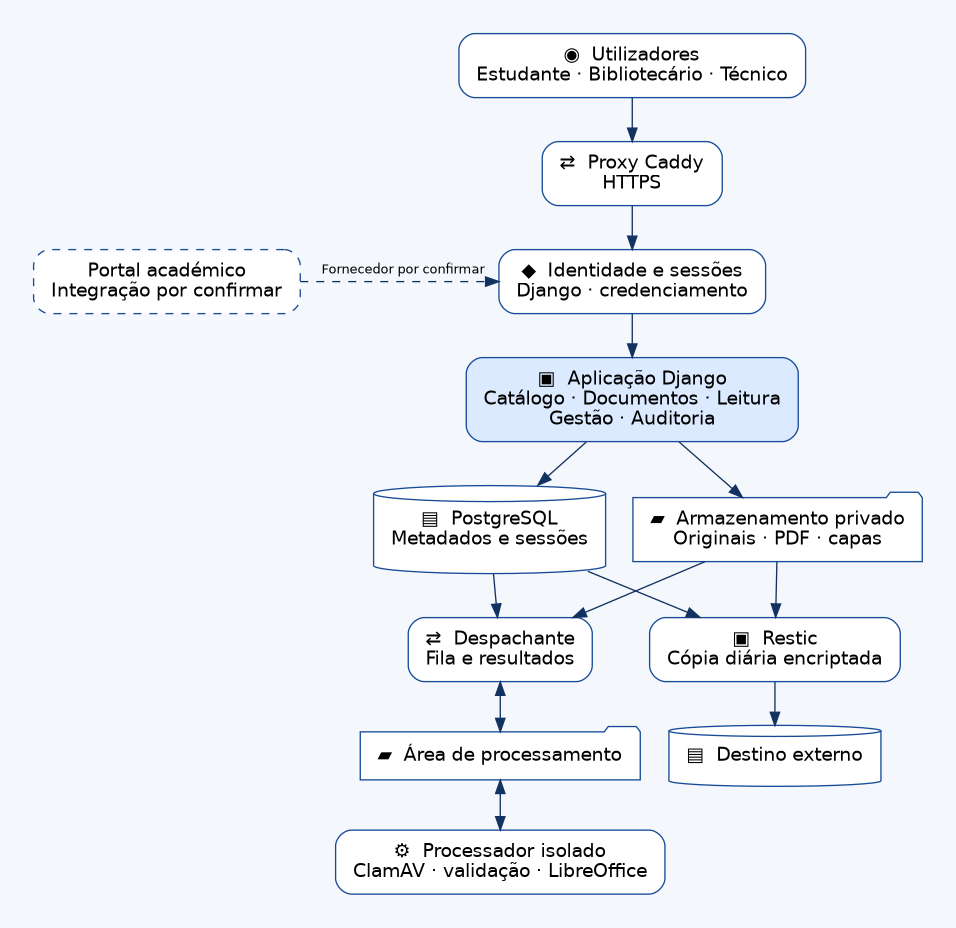 ◉ Utilizadores
Estudante · Bibliotecário · Técnico
⇄ Proxy Caddy
HTTPS
Portal académico
Integração por confirmar
Fornecedor por confirmar
◆ Identidade e sessões
Django · credenciamento
▣ Aplicação Django
Catálogo · Documentos · Leitura
Gestão · Auditoria
▤ PostgreSQL
Metadados e sessões
▰ Armazenamento privado
Originais · PDF · capas
⇄ Despachante
Fila e resultados
▣ Restic
Cópia diária encriptada
▰ Área de processamento
▤ Destino externo
⚙ Processador isolado
ClamAV · validação · LibreOffice